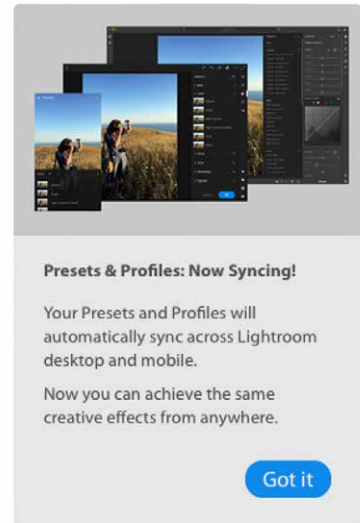 Presets & Profiles: Now Syncing!
Your Presets and Profiles will
automatically sync across Lightroom
desktop and mobile.
Now you can achieve the same
creative effects from anywhere.
Got it